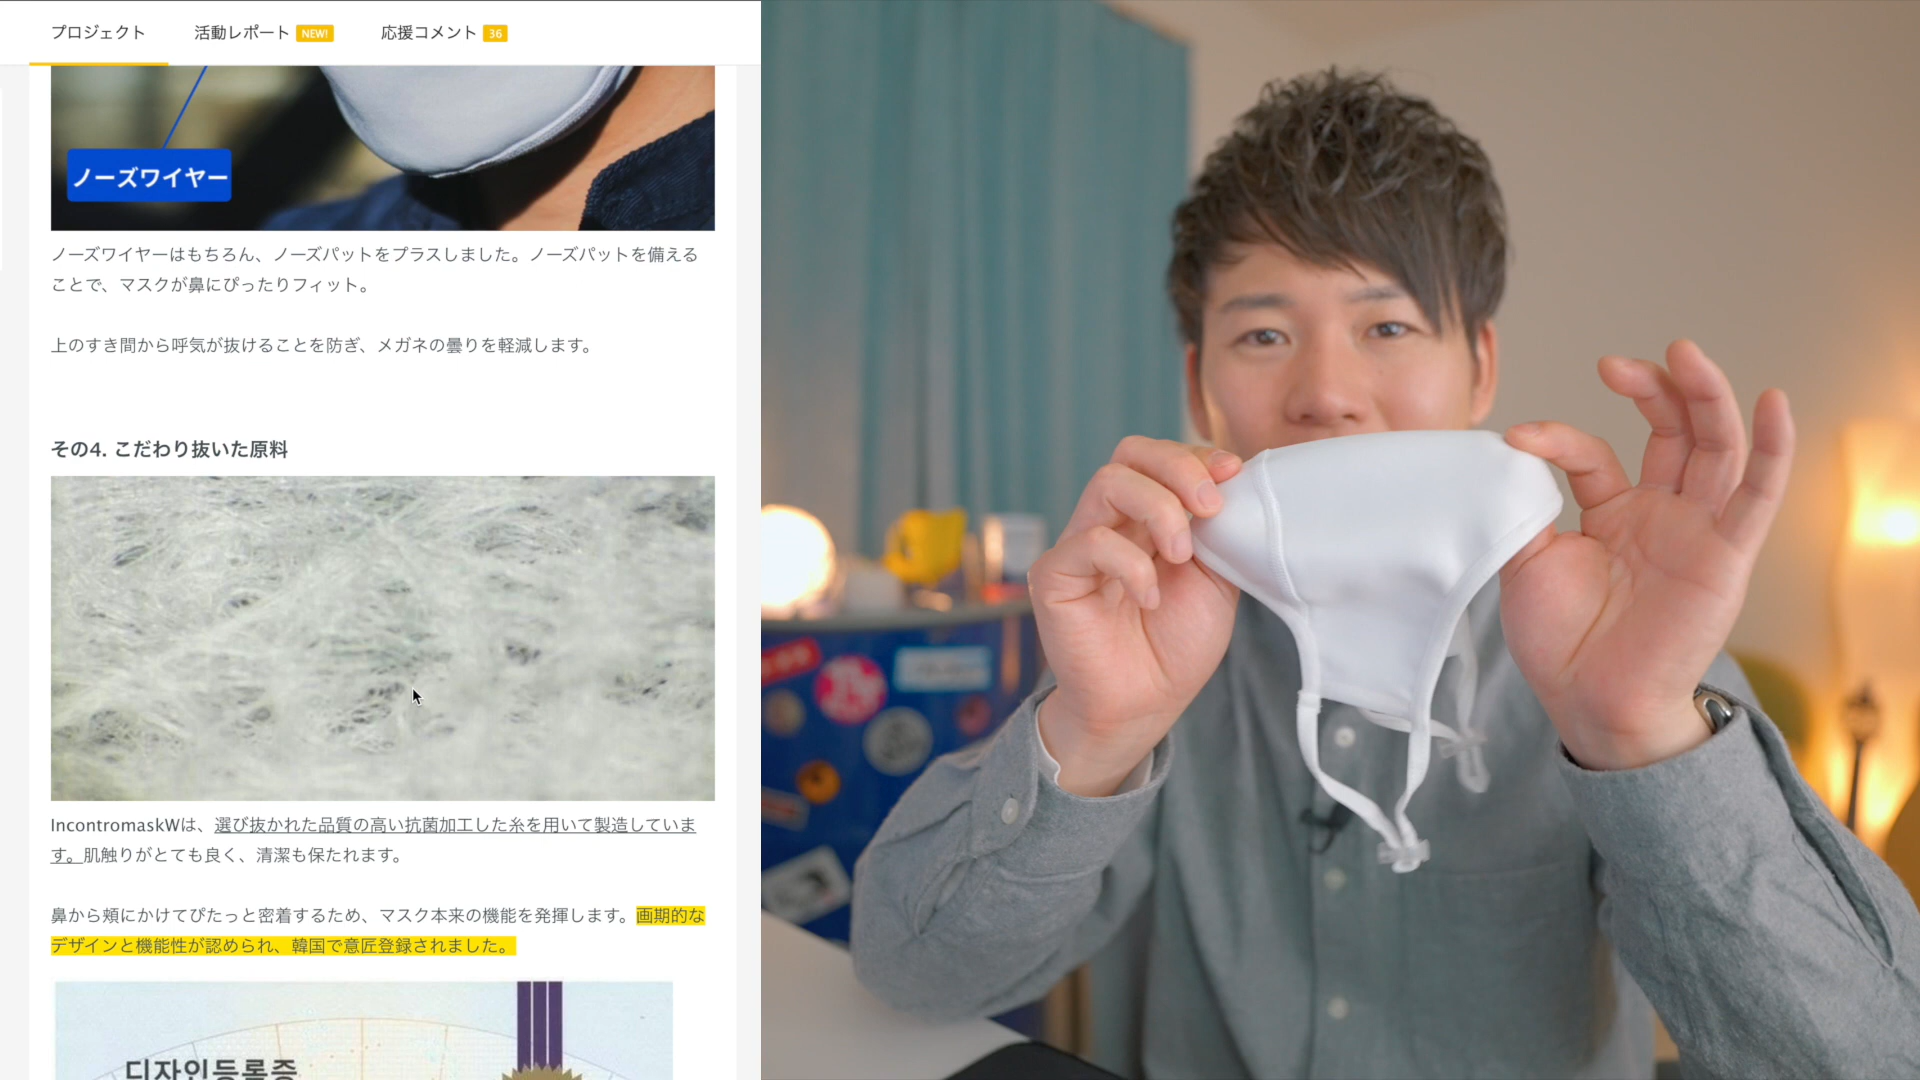 プロジェクト
活動レポート NEW!
応援コメント 36
ノーズワイヤー
ノーズワイヤーはもちろん、ノーズパットをプラスしました。ノーズパットを備える
ことで、マスクが鼻にぴったりフィット。
上のすき間から呼気が抜けることを防ぎ、メガネの曇りを軽減します。
その4. こだわり抜いた原料
IncontromaskWは、選び抜かれた品質の高い抗菌加工した糸を用いて製造していま
す。肌触りがとても良く、清潔も保たれます。
鼻から頬にかけてぴたっと密着するため、マスク本来の機能を発揮します。画期的な
デザインと機能性が認められ、韓国で意匠登録されました。
디자인등록증